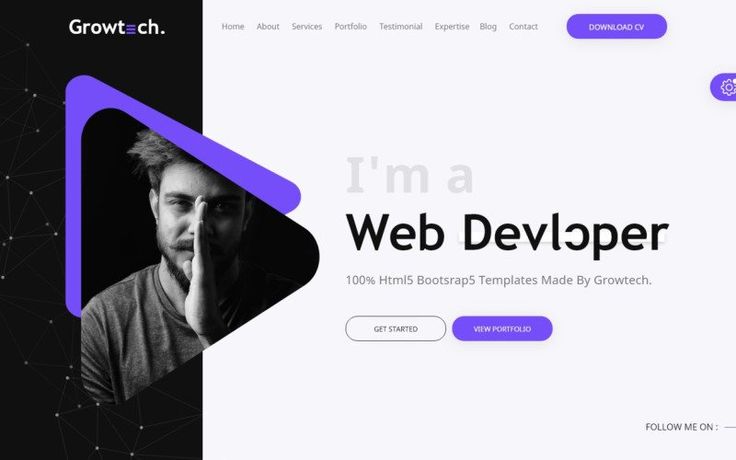 Growtech.
Home About Services Portfolio Testimonial Expertise Blog Contact
DOWNLOAD CV
I'm a
Web Devlɔper
100% Html5 Bootsrap5 Templates Made By Growtech.
GET STARTED
VIEW PORTFOLIO
FOLLOW ME ON :